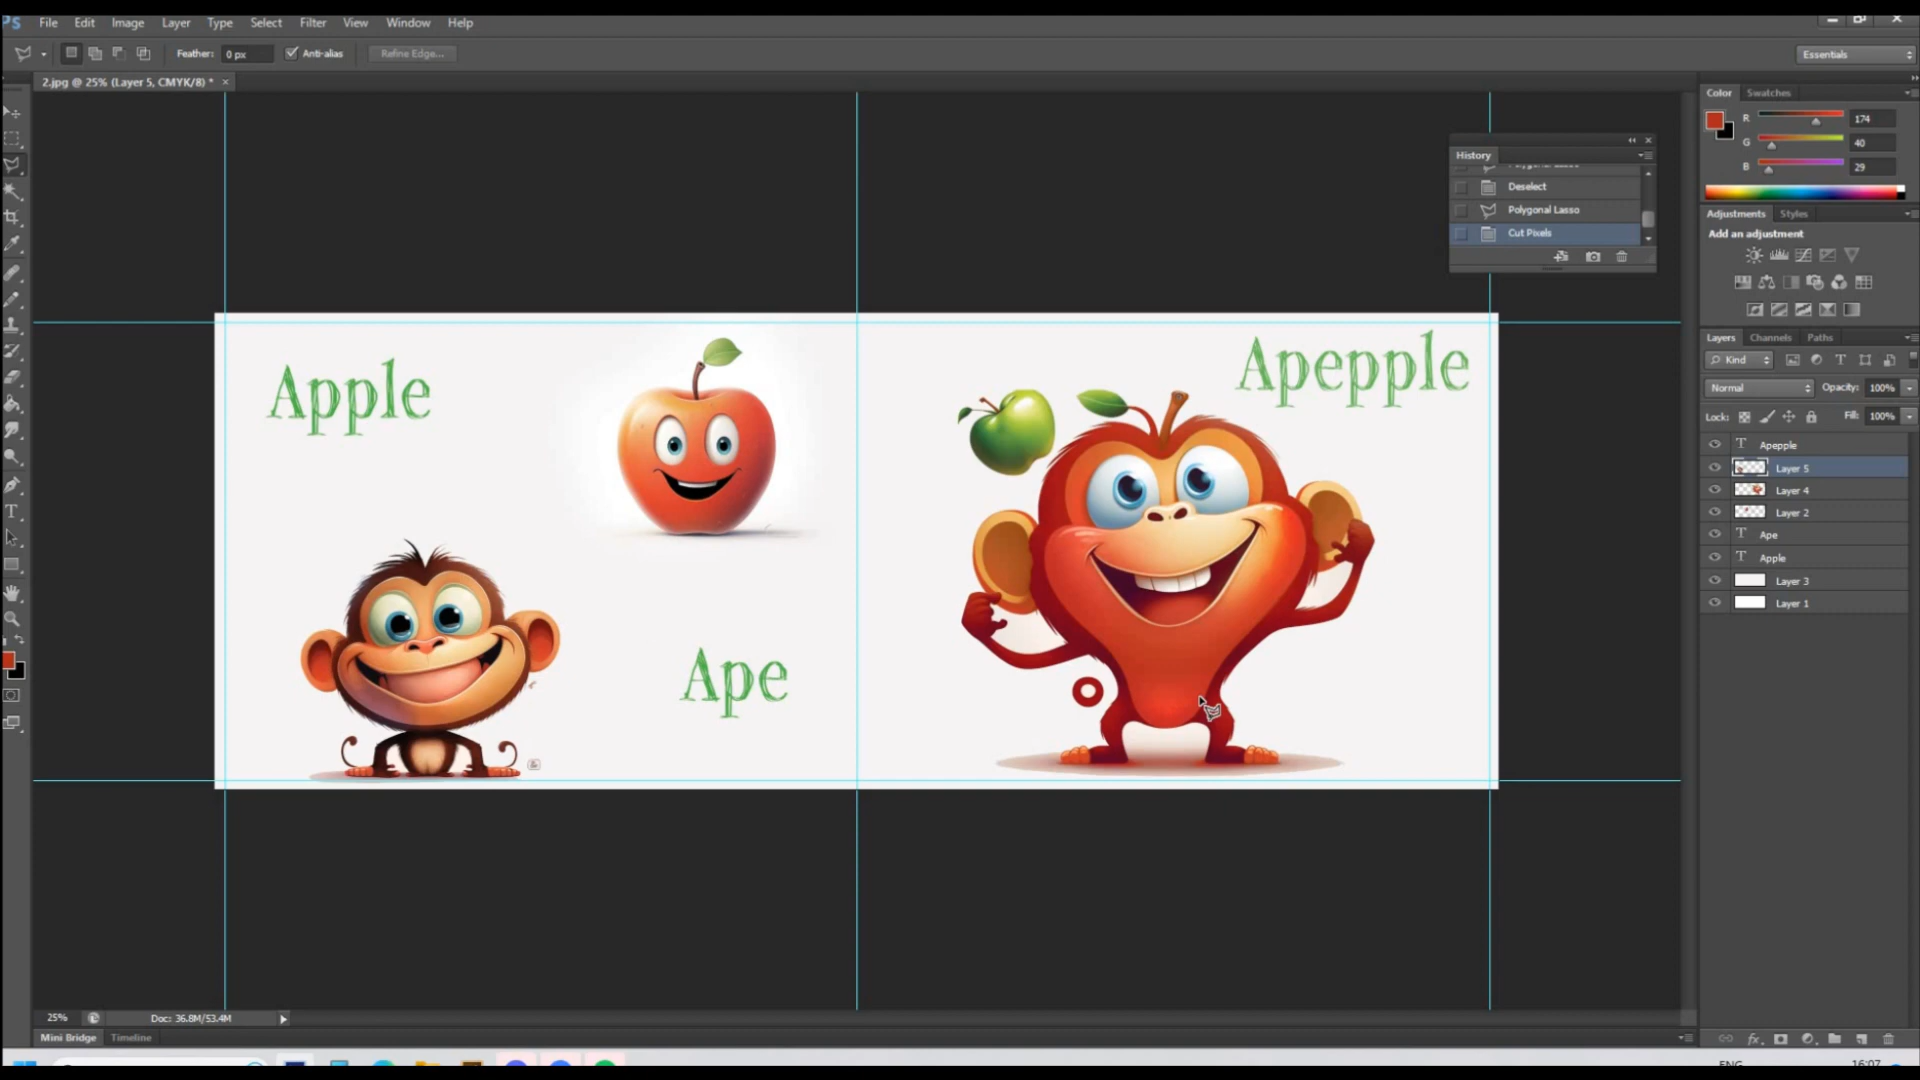 PS File Edit Image Layer Type Select Filter View Window Help
Feather: 0 px Anti-alias Refine Edge... Essentials
2.jpg @ 25% (Layer 5, CMYK/8) * ×
Color Swatches
R 174
G 40
B 29
History
Polygonal Lasso
Deselect
Polygonal Lasso
Cut Pixels
Adjustments Styles
Add an adjustment
Layers Channels Paths
Kind
Normal Opacity: 100%
Lock: Fill: 100%
Apepple
Layer 5
Layer 4
Layer 2
Ape
Apple
Layer 3
Layer 1
Apple
Apepple
Ape
25% Doc: 36.8M/53.4M
Mini Bridge Timeline
ENG 16:07